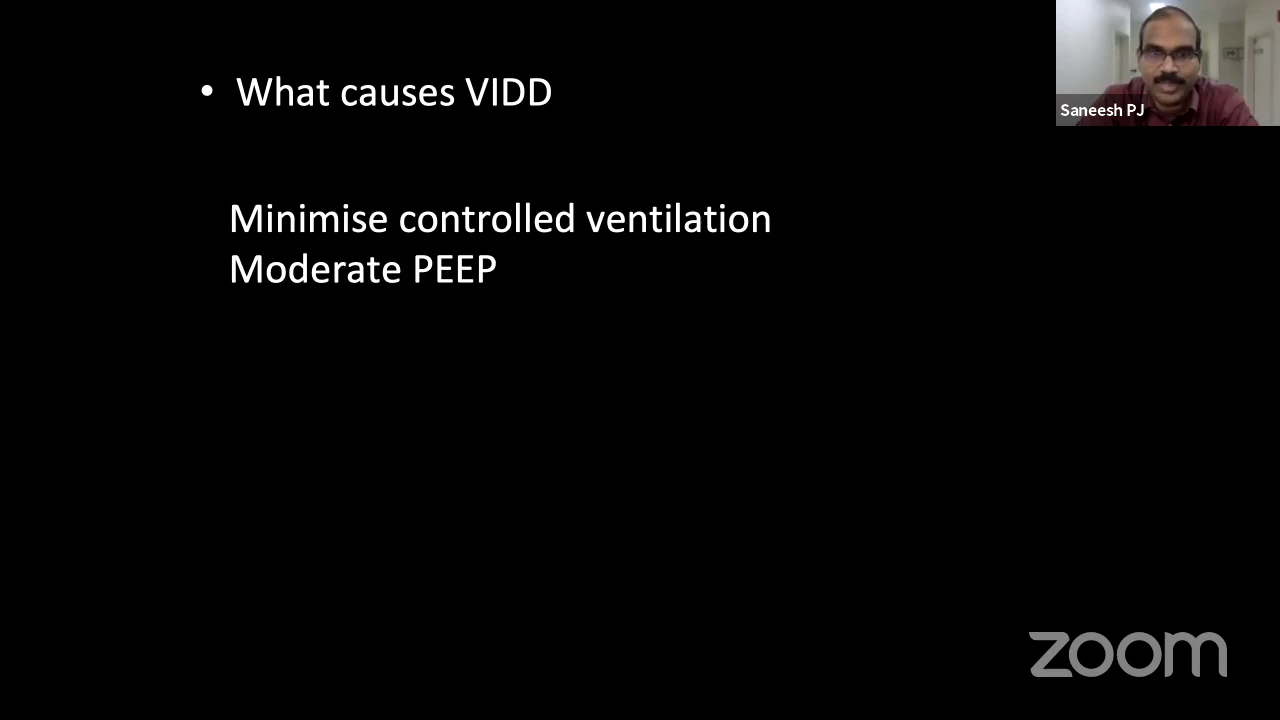 • What causes VIDD
Saneesh PJ
Minimise controlled ventilation
Moderate PEEP
zoom